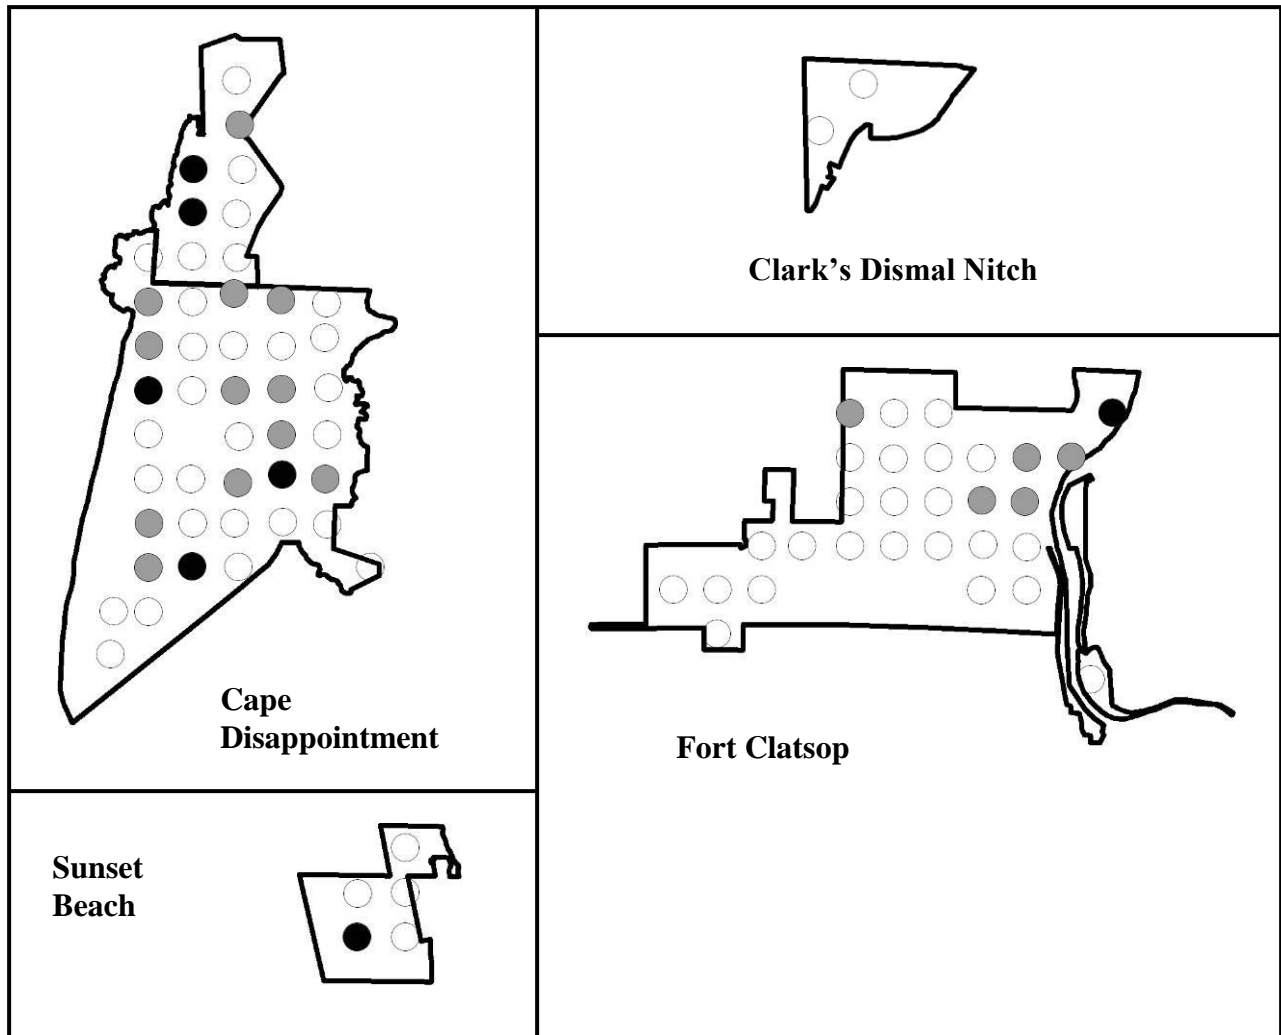 Clark's Dismal Nitch
Cape
Disappointment
Fort Clatsop
Sunset
Beach